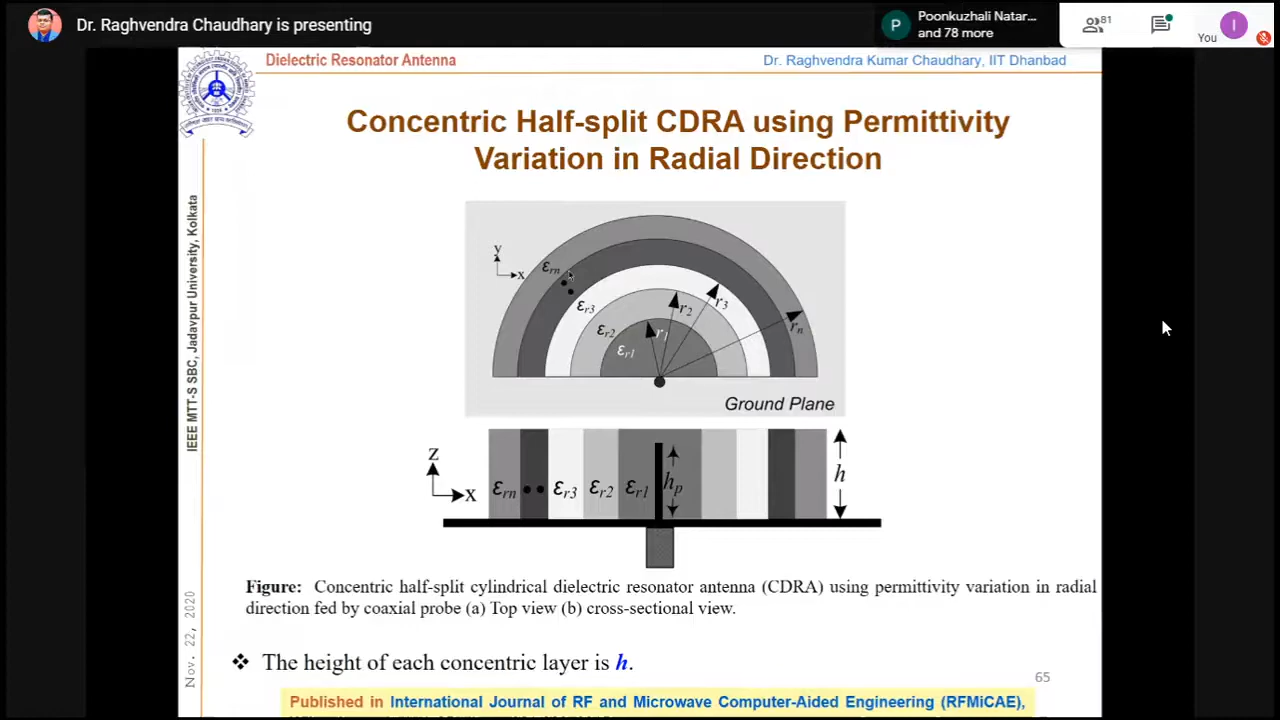 Dr. Raghvendra Chaudhary is presenting
P
Poonkuzhali Natar...
and 78 more
81
You
I
Dielectric Resonator Antenna
Dr. Raghvendra Kumar Chaudhary, IIT Dhanbad
Concentric Half-split CDRA using Permittivity
Variation in Radial Direction
y
x
εrn
εr3
εr2
εr1
r1
r2
r3
rn
Ground Plane
z
x
εrn
εr3
εr2
εr1
hp
h
Figure: Concentric half-split cylindrical dielectric resonator antenna (CDRA) using permittivity variation in radial
direction fed by coaxial probe (a) Top view (b) cross-sectional view.
❖ The height of each concentric layer is h.
65
Published in International Journal of RF and Microwave Computer-Aided Engineering (RFMiCAE),
IEEE MTT-S SBC, Jadavpur University, Kolkata
Nov. 22, 2020